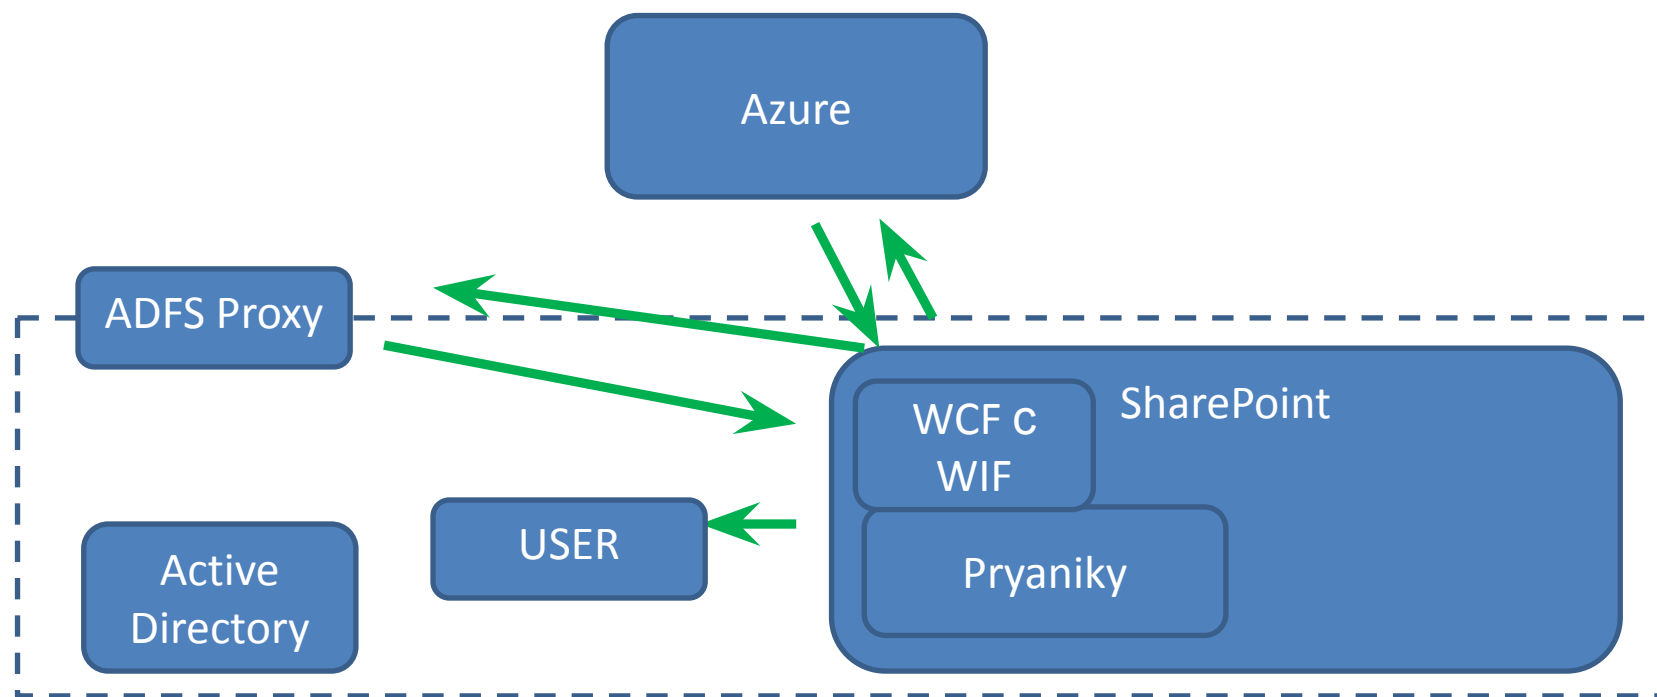 Azure
ADFS Proxy
SharePoint
WCF с
WIF
USER
Pryaniky
Active
Directory